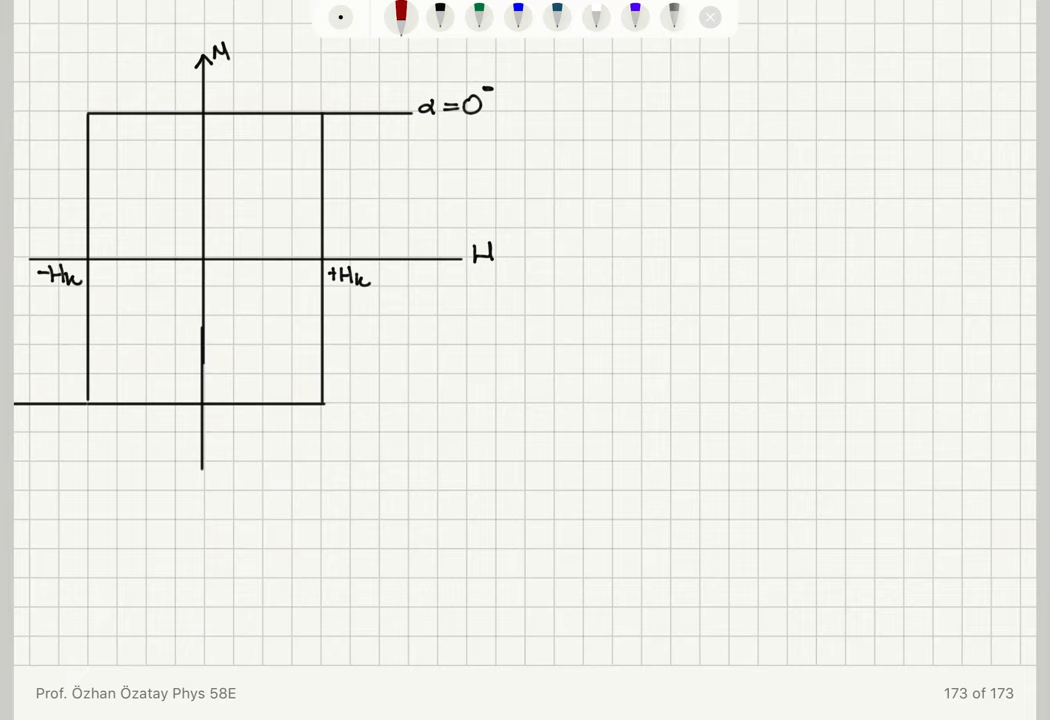 M
α = 0⁻
H
-Hk
+Hk
Prof. Özhan Özatay Phys 58E
173 of 173